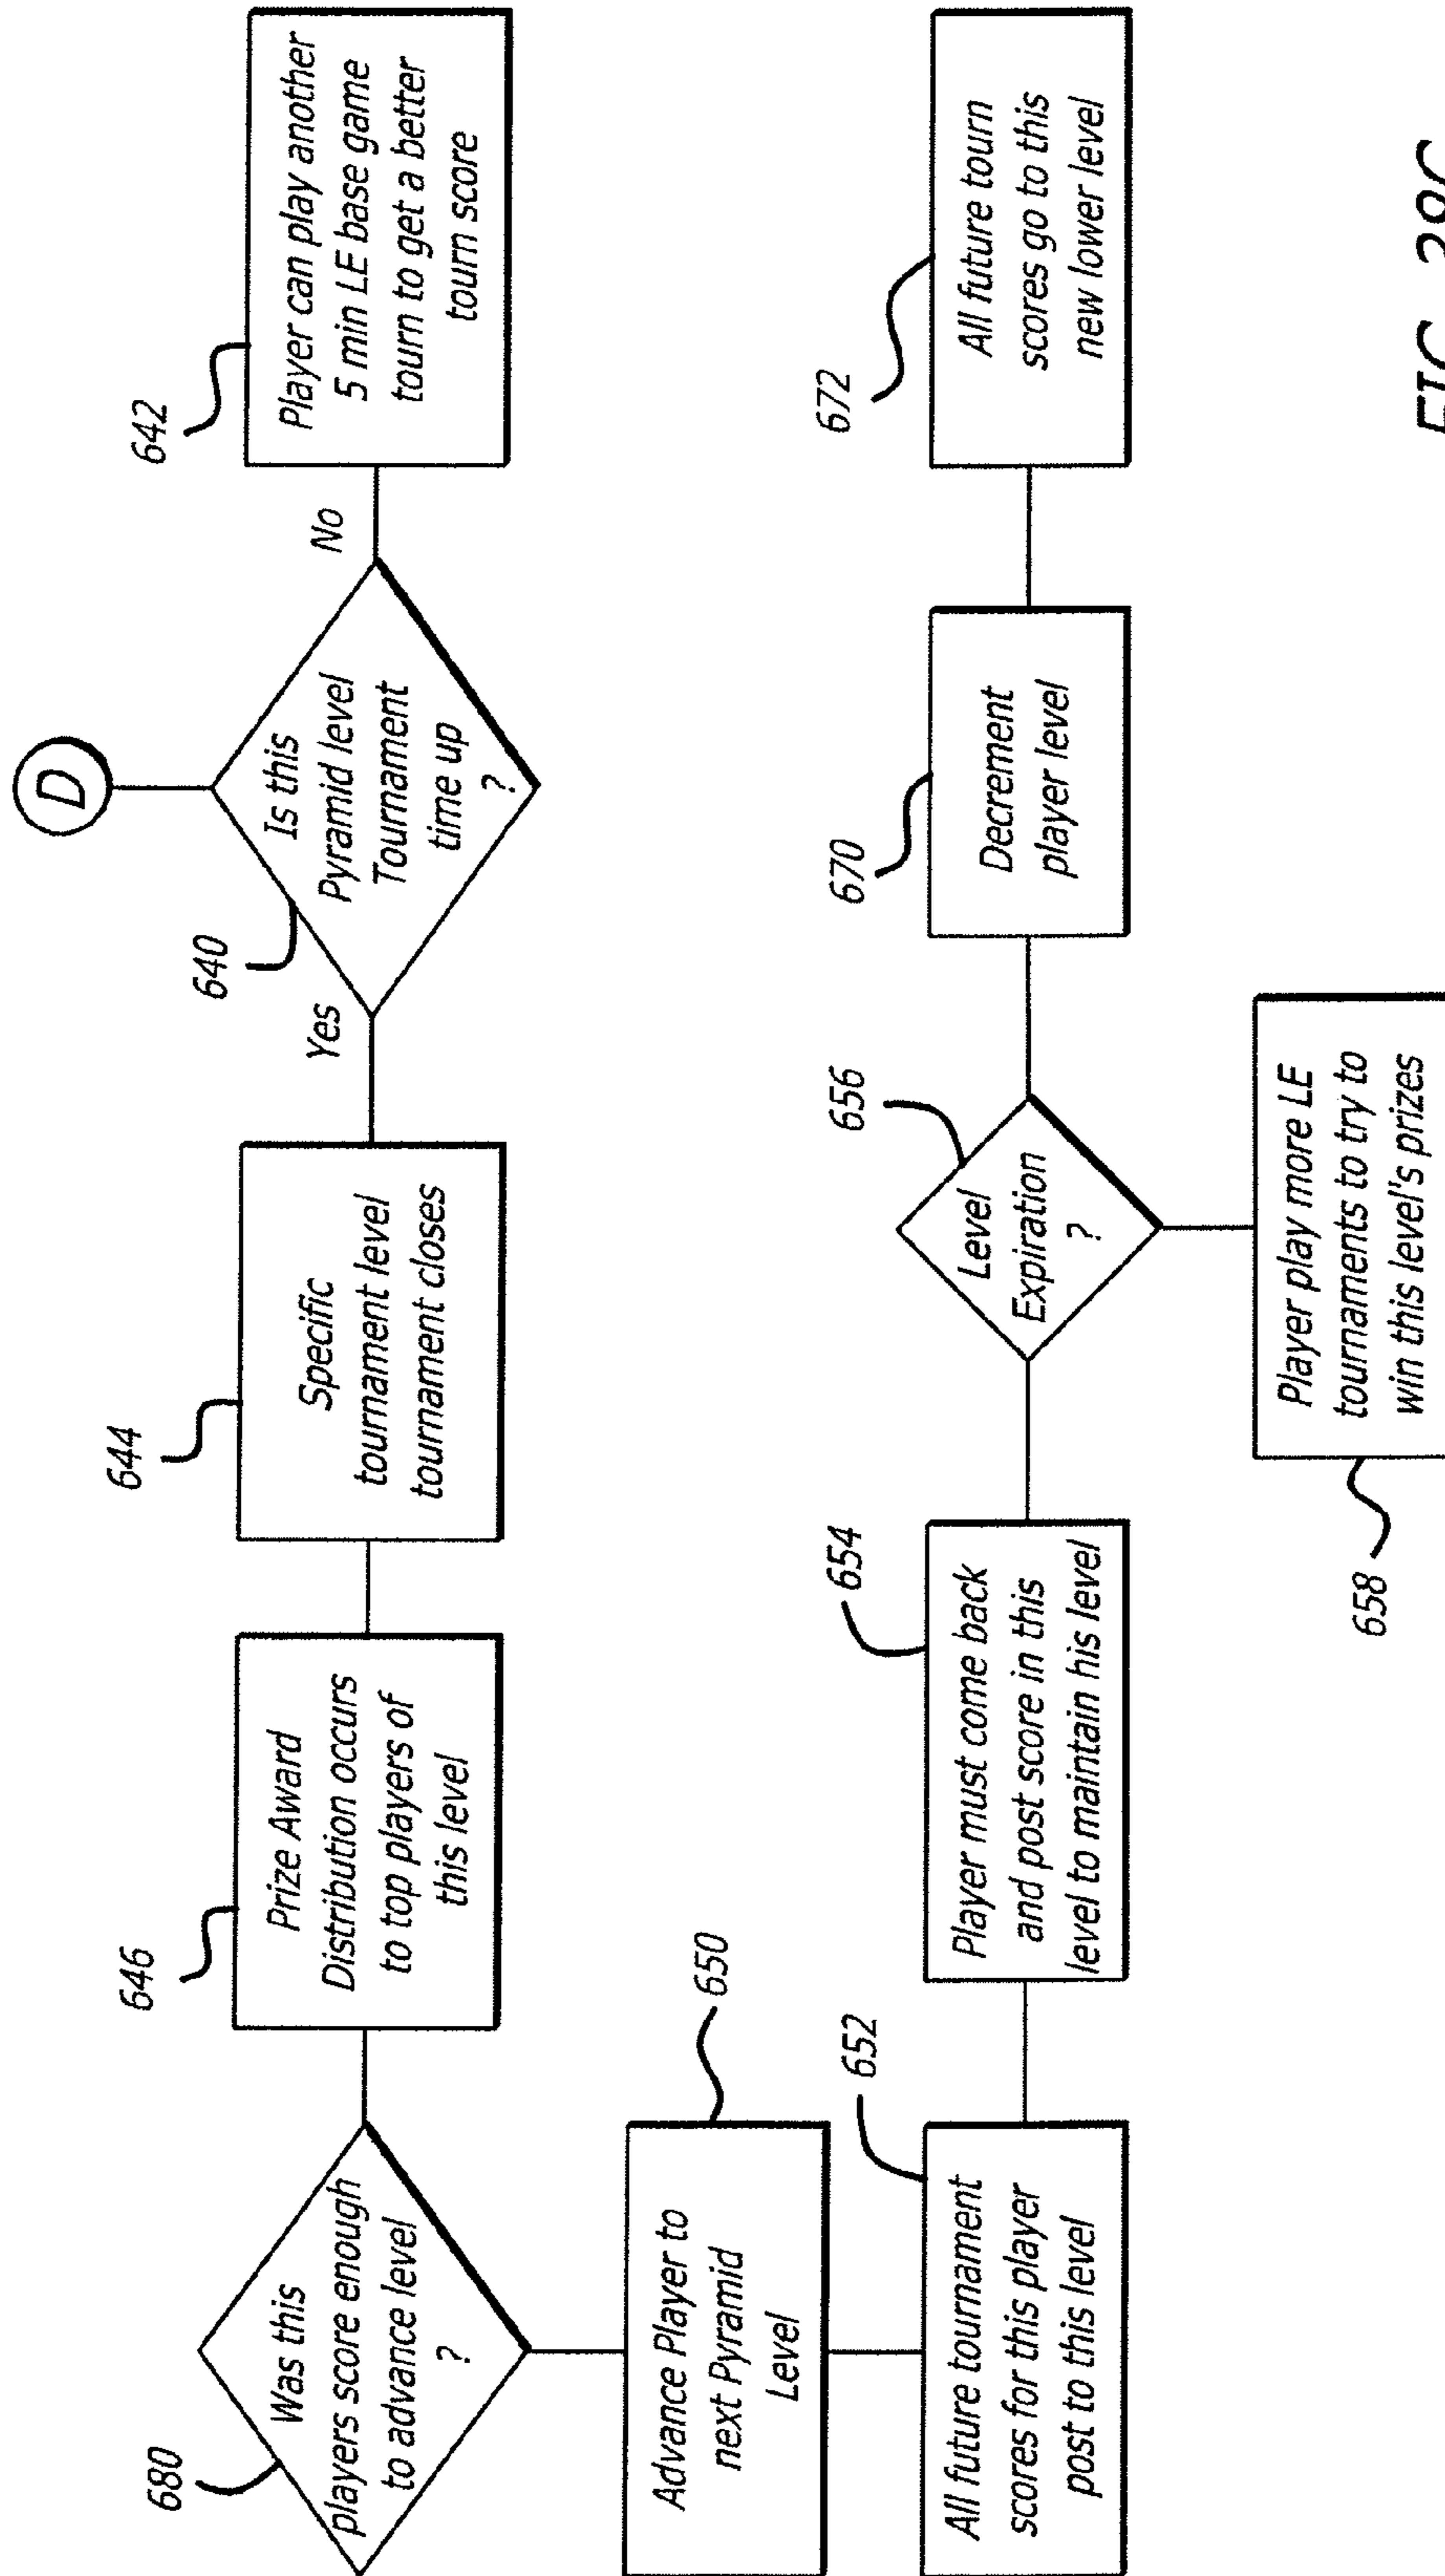 D
640
Is this
Pyramid level
Tournament
time up
?
No
642
Player can play another
5 min LE base game
tourn to get a better
tourn score
Yes
644
Specific
tournament level
tournament closes
646
Prize Award
Distribution occurs
to top players of
this level
680
Was this
players score enough
to advance level
?
650
Advance Player to
next Pyramid
Level
652
All future tournament
scores for this player
post to this level
654
Player must come back
and post score in this
level to maintain his level
656
Level
Expiration
?
658
Player play more LE
tournaments to try to
win this level's prizes
670
Decrement
player level
672
All future tourn
scores go to this
new lower level